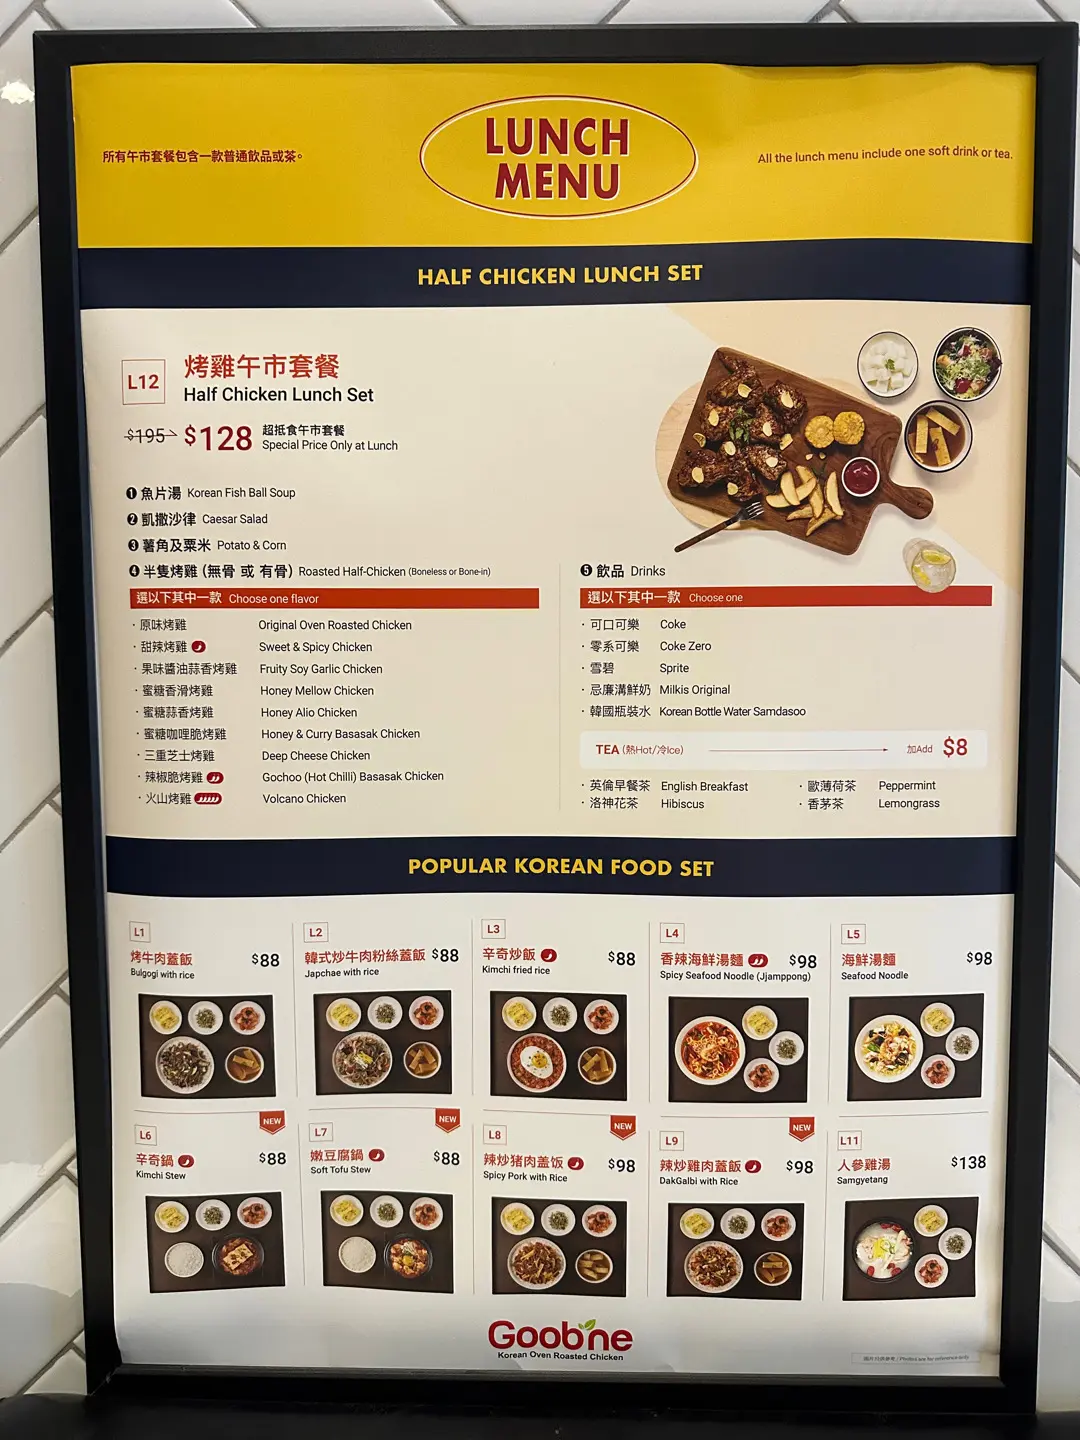 所有午市套餐包含一款普通飲品或茶。
LUNCH
MENU
All the lunch menu include one soft drink or tea.
HALF CHICKEN LUNCH SET
L12
烤雞午市套餐
Half Chicken Lunch Set
$195
$128
超抵食午市套餐
Special Price Only at Lunch
❶ 魚片湯 Korean Fish Ball Soup
❷ 凱撒沙律 Caesar Salad
❸ 薯角及粟米 Potato & Corn
❹ 半隻烤雞 (無骨 或 有骨) Roasted Half-Chicken (Boneless or Bone-in)
選以下其中一款 Choose one flavor
· 原味烤雞 Original Oven Roasted Chicken
· 甜辣烤雞 Sweet & Spicy Chicken
· 果味醬油蒜香烤雞 Fruity Soy Garlic Chicken
· 蜜糖香滑烤雞 Honey Mellow Chicken
· 蜜糖蒜香烤雞 Honey Alio Chicken
· 蜜糖咖哩脆烤雞 Honey & Curry Basasak Chicken
· 三重芝士烤雞 Deep Cheese Chicken
· 辣椒脆烤雞 Gochoo (Hot Chilli) Basasak Chicken
· 火山烤雞 Volcano Chicken
❺ 飲品 Drinks
選以下其中一款 Choose one
· 可口可樂 Coke
· 零系可樂 Coke Zero
· 雪碧 Sprite
· 忌廉溝鮮奶 Milkis Original
· 韓國瓶裝水 Korean Bottle Water Samdasoo
TEA (熱Hot/冷Ice) 加Add $8
· 英倫早餐茶 English Breakfast
· 歐薄荷茶 Peppermint
· 洛神花茶 Hibiscus
· 香茅茶 Lemongrass
POPULAR KOREAN FOOD SET
L1
烤牛肉蓋飯 $88
Bulgogi with rice
L2
韓式炒牛肉粉絲蓋飯 $88
Japchae with rice
L3
辛奇炒飯 $88
Kimchi fried rice
L4
香辣海鮮湯麵 $98
Spicy Seafood Noodle (Jjamppong)
L5
海鮮湯麵 $98
Seafood Noodle
NEW
L6
辛奇鍋 $88
Kimchi Stew
NEW
L7
嫩豆腐鍋 $88
Soft Tofu Stew
NEW
L8
辣炒猪肉盖饭 $98
Spicy Pork with Rice
NEW
L9
辣炒雞肉蓋飯 $98
DakGalbi with Rice
L11
人參雞湯 $138
Samgyetang
Goobne
Korean Oven Roasted Chicken
圖片只供參考 / Photos are for reference only